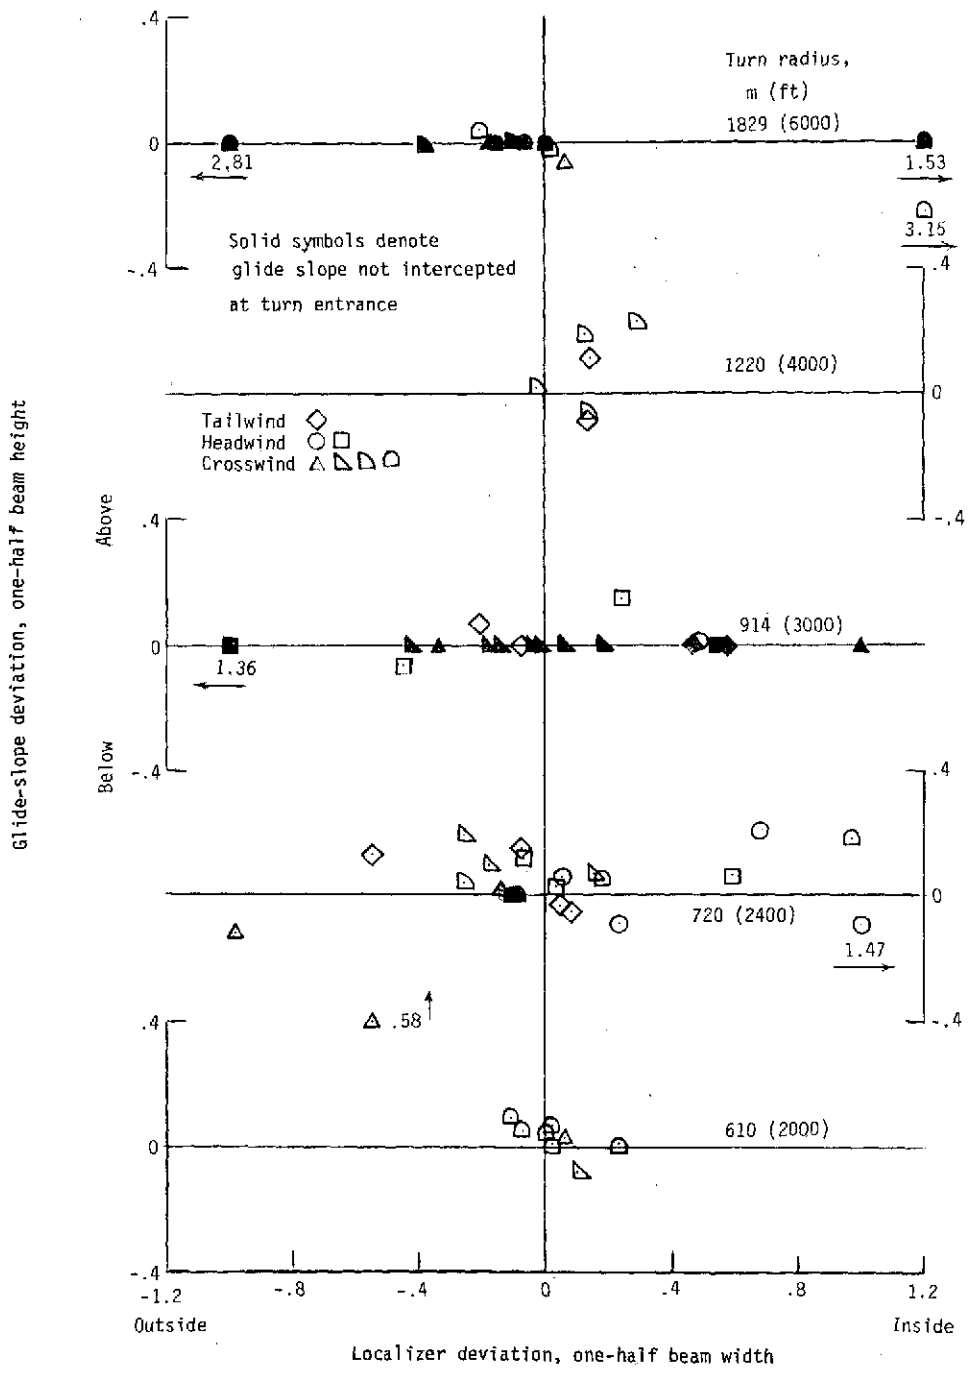 .4
Turn radius,
m (ft)
1829 (6000)
0
2.81
1.53
3.15
Solid symbols denote
glide slope not intercepted
at turn entrance
-.4
.4
1220 (4000)
0
Tailwind
Headwind
Crosswind
-.4
Glide-slope deviation, one-half beam height
Above
Below
.4
914 (3000)
0
1.36
-.4
.4
0
720 (2400)
1.47
.58
-.4
.4
610 (2000)
0
-.4
-1.2 -.8 -.4 0 .4 .8 1.2
Outside Inside
Localizer deviation, one-half beam width